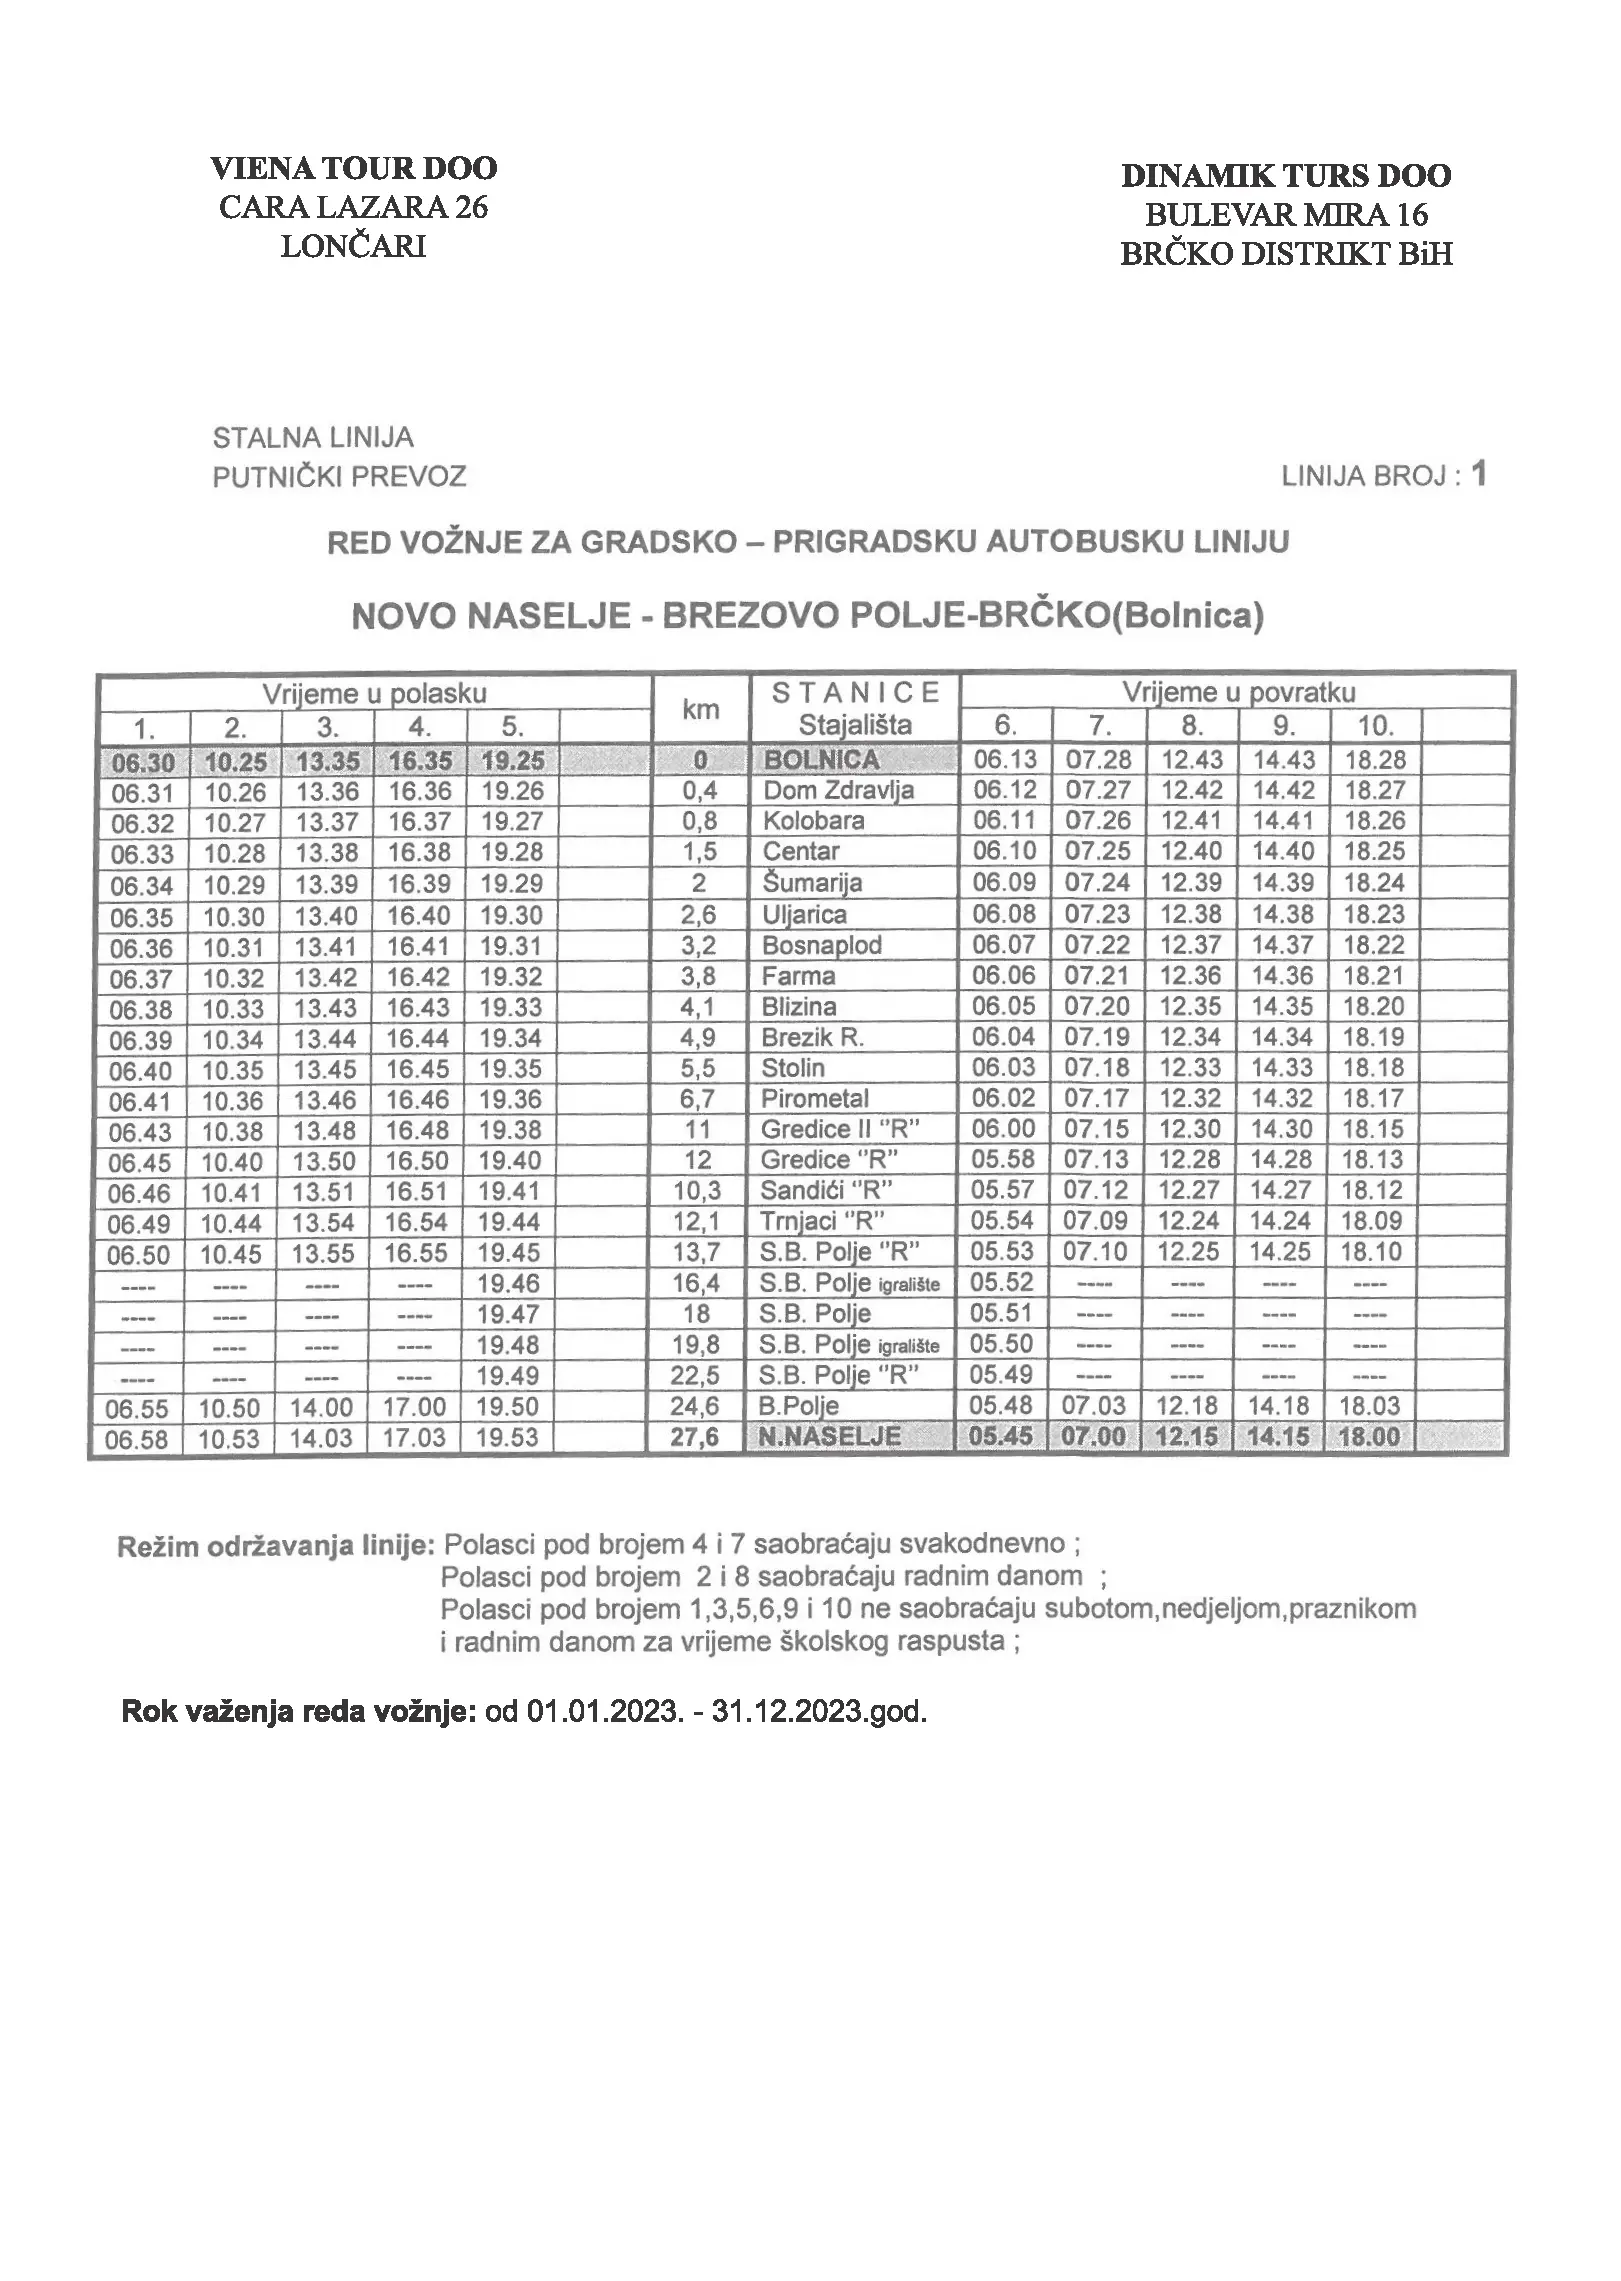 VIENA TOUR DOO
CARA LAZARA 26
LONČARI
DINAMIK TURS DOO
BULEVAR MIRA 16
BRČKO DISTRIKT BiH
STALNA LINIJA
PUTNIČKI PREVOZ
LINIJA BROJ : 1
RED VOŽNJE ZA GRADSKO – PRIGRADSKU AUTOBUSKU LINIJU
NOVO NASELJE - BREZOVO POLJE-BRČKO(Bolnica)
Vrijeme u polasku km S T A N I C E Stajališta Vrijeme u povratku
1. 2. 3. 4. 5. 6. 7. 8. 9. 10.
06.30 10.25 13.35 16.35 19.25 0 BOLNICA 06.13 07.28 12.43 14.43 18.28
06.31 10.26 13.36 16.36 19.26 0,4 Dom Zdravlja 06.12 07.27 12.42 14.42 18.27
06.32 10.27 13.37 16.37 19.27 0,8 Kolobara 06.11 07.26 12.41 14.41 18.26
06.33 10.28 13.38 16.38 19.28 1,5 Centar 06.10 07.25 12.40 14.40 18.25
06.34 10.29 13.39 16.39 19.29 2 Šumarija 06.09 07.24 12.39 14.39 18.24
06.35 10.30 13.40 16.40 19.30 2,6 Uljarica 06.08 07.23 12.38 14.38 18.23
06.36 10.31 13.41 16.41 19.31 3,2 Bosnaplod 06.07 07.22 12.37 14.37 18.22
06.37 10.32 13.42 16.42 19.32 3,8 Farma 06.06 07.21 12.36 14.36 18.21
06.38 10.33 13.43 16.43 19.33 4,1 Blizina 06.05 07.20 12.35 14.35 18.20
06.39 10.34 13.44 16.44 19.34 4,9 Brezik R. 06.04 07.19 12.34 14.34 18.19
06.40 10.35 13.45 16.45 19.35 5,5 Stolin 06.03 07.18 12.33 14.33 18.18
06.41 10.36 13.46 16.46 19.36 6,7 Pirometal 06.02 07.17 12.32 14.32 18.17
06.43 10.38 13.48 16.48 19.38 11 Gredice II "R" 06.00 07.15 12.30 14.30 18.15
06.45 10.40 13.50 16.50 19.40 12 Gredice "R" 05.58 07.13 12.28 14.28 18.13
06.46 10.41 13.51 16.51 19.41 10,3 Sandići "R" 05.57 07.12 12.27 14.27 18.12
06.49 10.44 13.54 16.54 19.44 12,1 Trnjaci "R" 05.54 07.09 12.24 14.24 18.09
06.50 10.45 13.55 16.55 19.45 13,7 S.B. Polje "R" 05.53 07.10 12.25 14.25 18.10
---- ---- ---- ---- 19.46 16,4 S.B. Polje igralište 05.52 ---- ---- ---- ----
---- ---- ---- ---- 19.47 18 S.B. Polje 05.51 ---- ---- ---- ----
---- ---- ---- ---- 19.48 19,8 S.B. Polje igralište 05.50 ---- ---- ---- ----
---- ---- ---- ---- 19.49 22,5 S.B. Polje "R" 05.49 ---- ---- ---- ----
06.55 10.50 14.00 17.00 19.50 24,6 B.Polje 05.48 07.03 12.18 14.18 18.03
06.58 10.53 14.03 17.03 19.53 27,6 N.NASELJE 05.45 07.00 12.15 14.15 18.00
Režim održavanja linije: Polasci pod brojem 4 i 7 saobraćaju svakodnevno ;
Polasci pod brojem 2 i 8 saobraćaju radnim danom ;
Polasci pod brojem 1,3,5,6,9 i 10 ne saobraćaju subotom,nedjeljom,praznikom
i radnim danom za vrijeme školskog raspusta ;
Rok važenja reda vožnje: od 01.01.2023. - 31.12.2023.god.